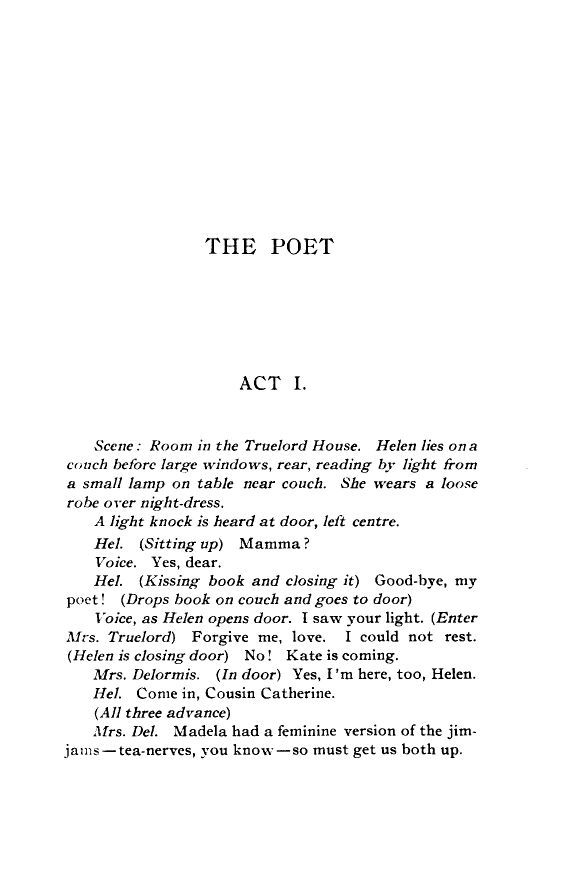 THE POET
ACT I.
Scene: Room in the Truelord House. Helen lies on a
couch before large windows, rear, reading by light from
a small lamp on table near couch. She wears a loose
robe over night-dress.
A light knock is heard at door, left centre.
Hel. (Sitting up) Mamma?
Voice. Yes, dear.
Hel. (Kissing book and closing it) Good-bye, my
poet! (Drops book on couch and goes to door)
Voice, as Helen opens door. I saw your light. (Enter
Mrs. Truelord) Forgive me, love. I could not rest.
(Helen is closing door) No! Kate is coming.
Mrs. Delormis. (In door) Yes, I'm here, too, Helen.
Hel. Come in, Cousin Catherine.
(All three advance)
Mrs. Del. Madela had a feminine version of the jim-
jams—tea-nerves, you know—so must get us both up.